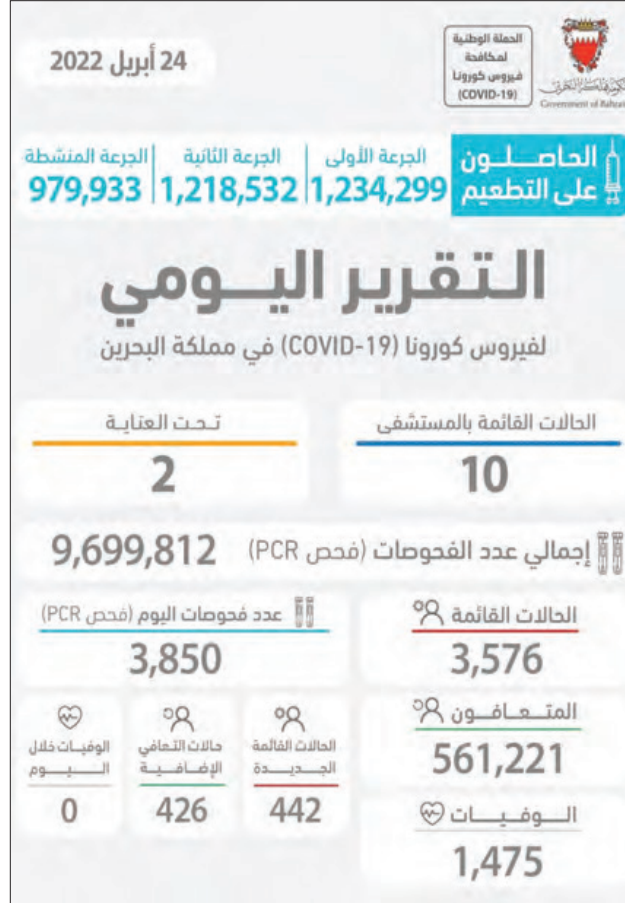 الحملة الوطنية
لمكافحة
فيروس كورونا
(COVID-19)
Government of Bahrain
24 أبريل 2022
الحاصلون
على التطعيم
الجرعة الأولى
1,234,299
الجرعة الثانية
1,218,532
الجرعة المنشطة
979,933
التقرير اليومي
لفيروس كورونا (COVID-19) في مملكة البحرين
الحالات القائمة بالمستشفى
10
تحت العناية
2
إجمالي عدد الفحوصات (فحص PCR) 9,699,812
الحالات القائمة
3,576
عدد فحوصات اليوم (فحص PCR)
3,850
المتعافون
561,221
الحالات القائمة
الجديدة
442
حالات التعافي
الإضافية
426
الوفيات خلال
اليوم
0
الوفيات
1,475